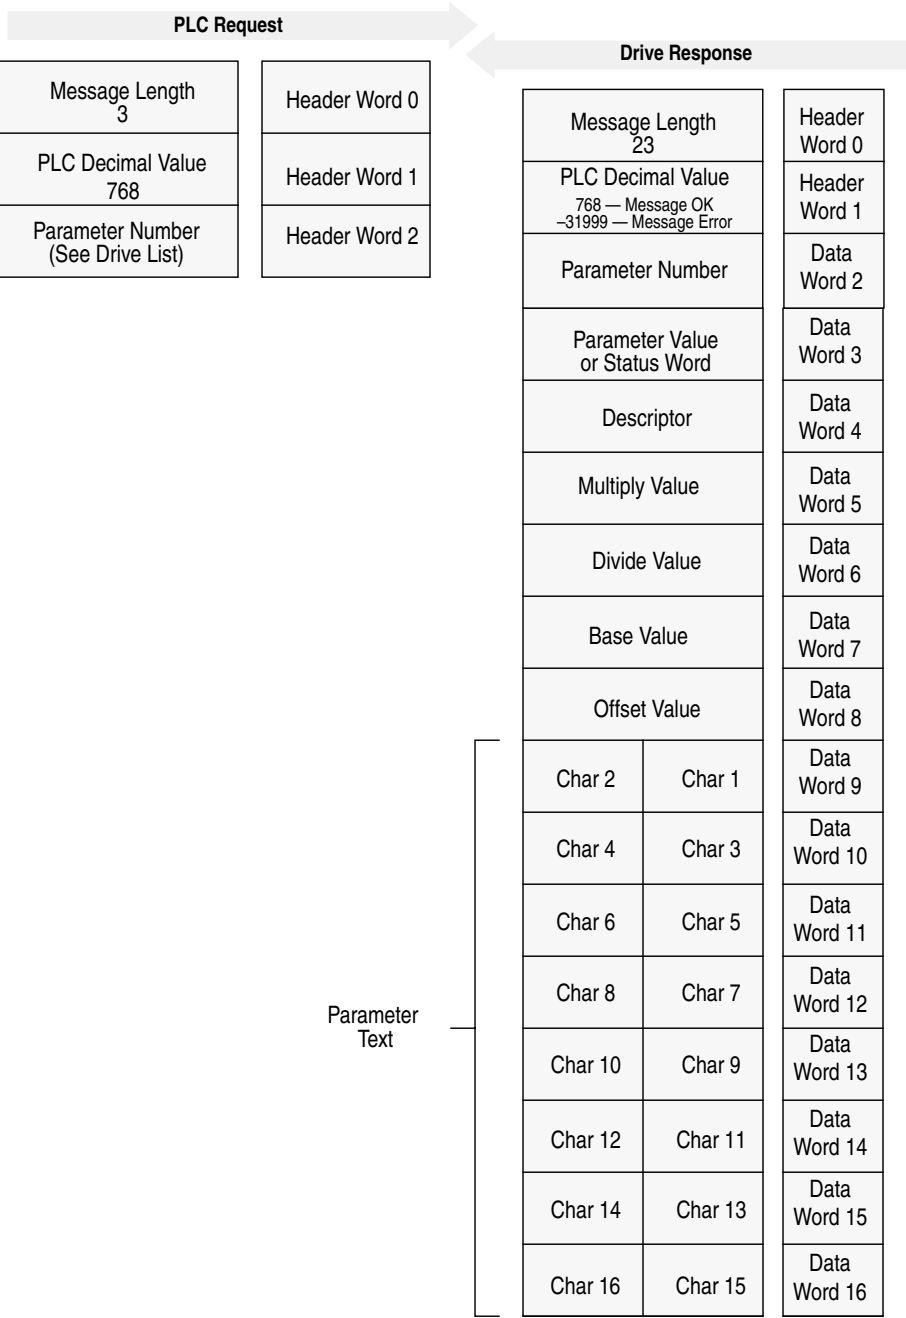 PLC Request
Message Length
3
Header Word 0
PLC Decimal Value
768
Header Word 1
Parameter Number
(See Drive List)
Header Word 2
Drive Response
Message Length
23
Header
Word 0
PLC Decimal Value
768 — Message OK
–31999 — Message Error
Header
Word 1
Parameter Number
Data
Word 2
Parameter Value
or Status Word
Data
Word 3
Descriptor
Data
Word 4
Multiply Value
Data
Word 5
Divide Value
Data
Word 6
Base Value
Data
Word 7
Offset Value
Data
Word 8
Parameter
Text
Char 2
Char 1
Data
Word 9
Char 4
Char 3
Data
Word 10
Char 6
Char 5
Data
Word 11
Char 8
Char 7
Data
Word 12
Char 10
Char 9
Data
Word 13
Char 12
Char 11
Data
Word 14
Char 14
Char 13
Data
Word 15
Char 16
Char 15
Data
Word 16